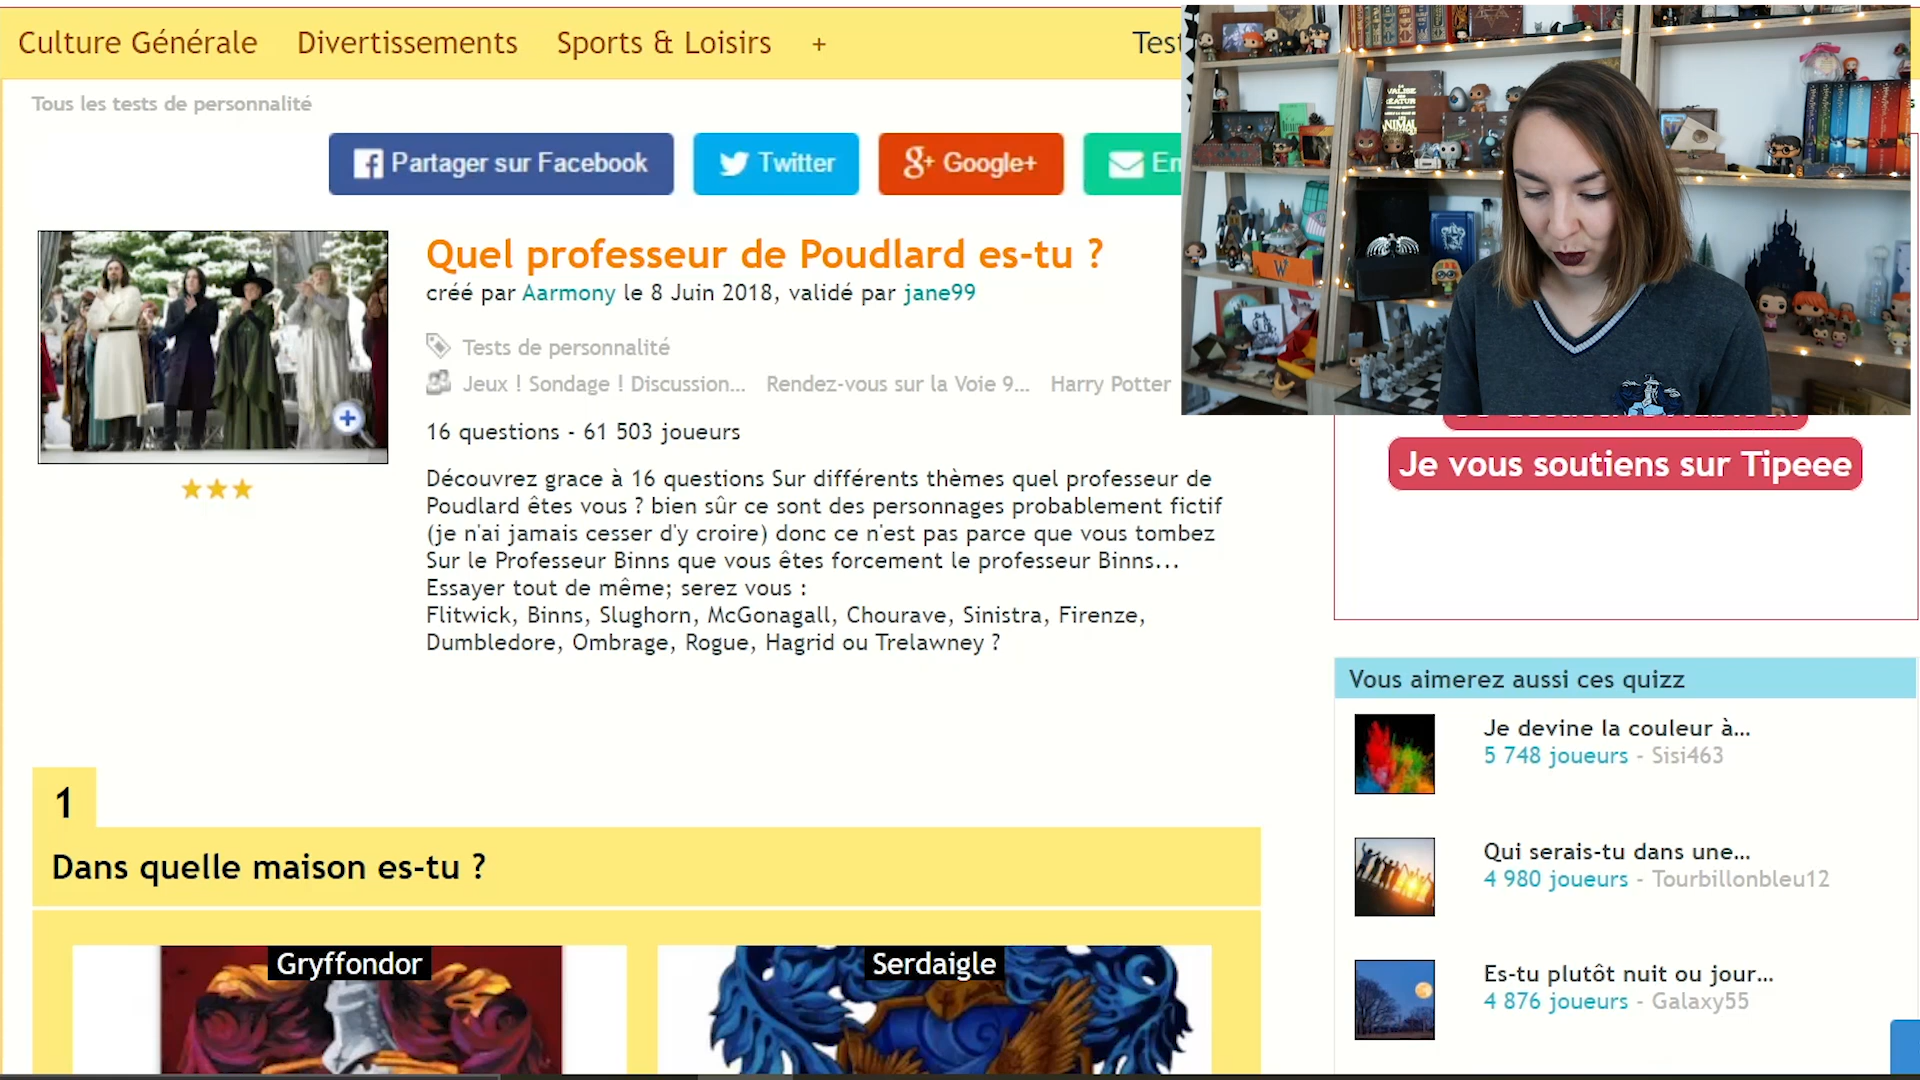 Culture Générale Divertissements Sports & Loisirs +
Tous les tests de personnalité
Partager sur Facebook
Twitter
Google+
Quel professeur de Poudlard es-tu ?
créé par Aarmony le 8 Juin 2018, validé par jane99
Tests de personnalité
Jeux ! Sondage ! Discussion... Rendez-vous sur la Voie 9... Harry Potter
16 questions - 61 503 joueurs
Découvrez grace à 16 questions Sur différents thèmes quel professeur de
Poudlard êtes vous ? bien sûr ce sont des personnages probablement fictif
(je n'ai jamais cesser d'y croire) donc ce n'est pas parce que vous tombez
Sur le Professeur Binns que vous êtes forcement le professeur Binns...
Essayer tout de même; serez vous :
Flitwick, Binns, Slughorn, McGonagall, Chourave, Sinistra, Firenze,
Dumbledore, Ombrage, Rogue, Hagrid ou Trelawney ?
1
Dans quelle maison es-tu ?
Gryffondor
Serdaigle
Je vous soutiens sur Tipeee
Vous aimerez aussi ces quizz
Je devine la couleur à...
5 748 joueurs - Sisi463
Qui serais-tu dans une...
4 980 joueurs - Tourbillonbleu12
Es-tu plutôt nuit ou jour...
4 876 joueurs - Galaxy55